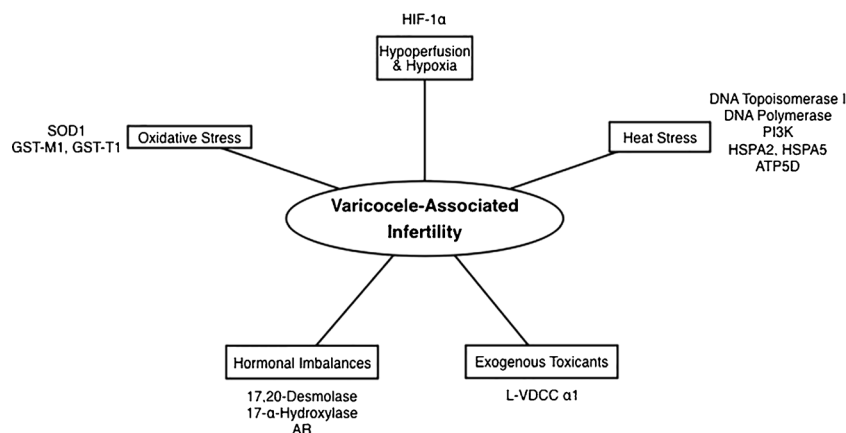 HIF-1α
Hypoperfusion
& Hypoxia
DNA Topoisomerase I
DNA Polymerase
PI3K
HSPA2, HSPA5
ATP5D
Heat Stress
SOD1
GST-M1, GST-T1
Oxidative Stress
Varicocele-Associated
Infertility
Hormonal Imbalances
17,20-Desmolase
17-α-Hydroxylase
AR
Exogenous Toxicants
L-VDCC α1